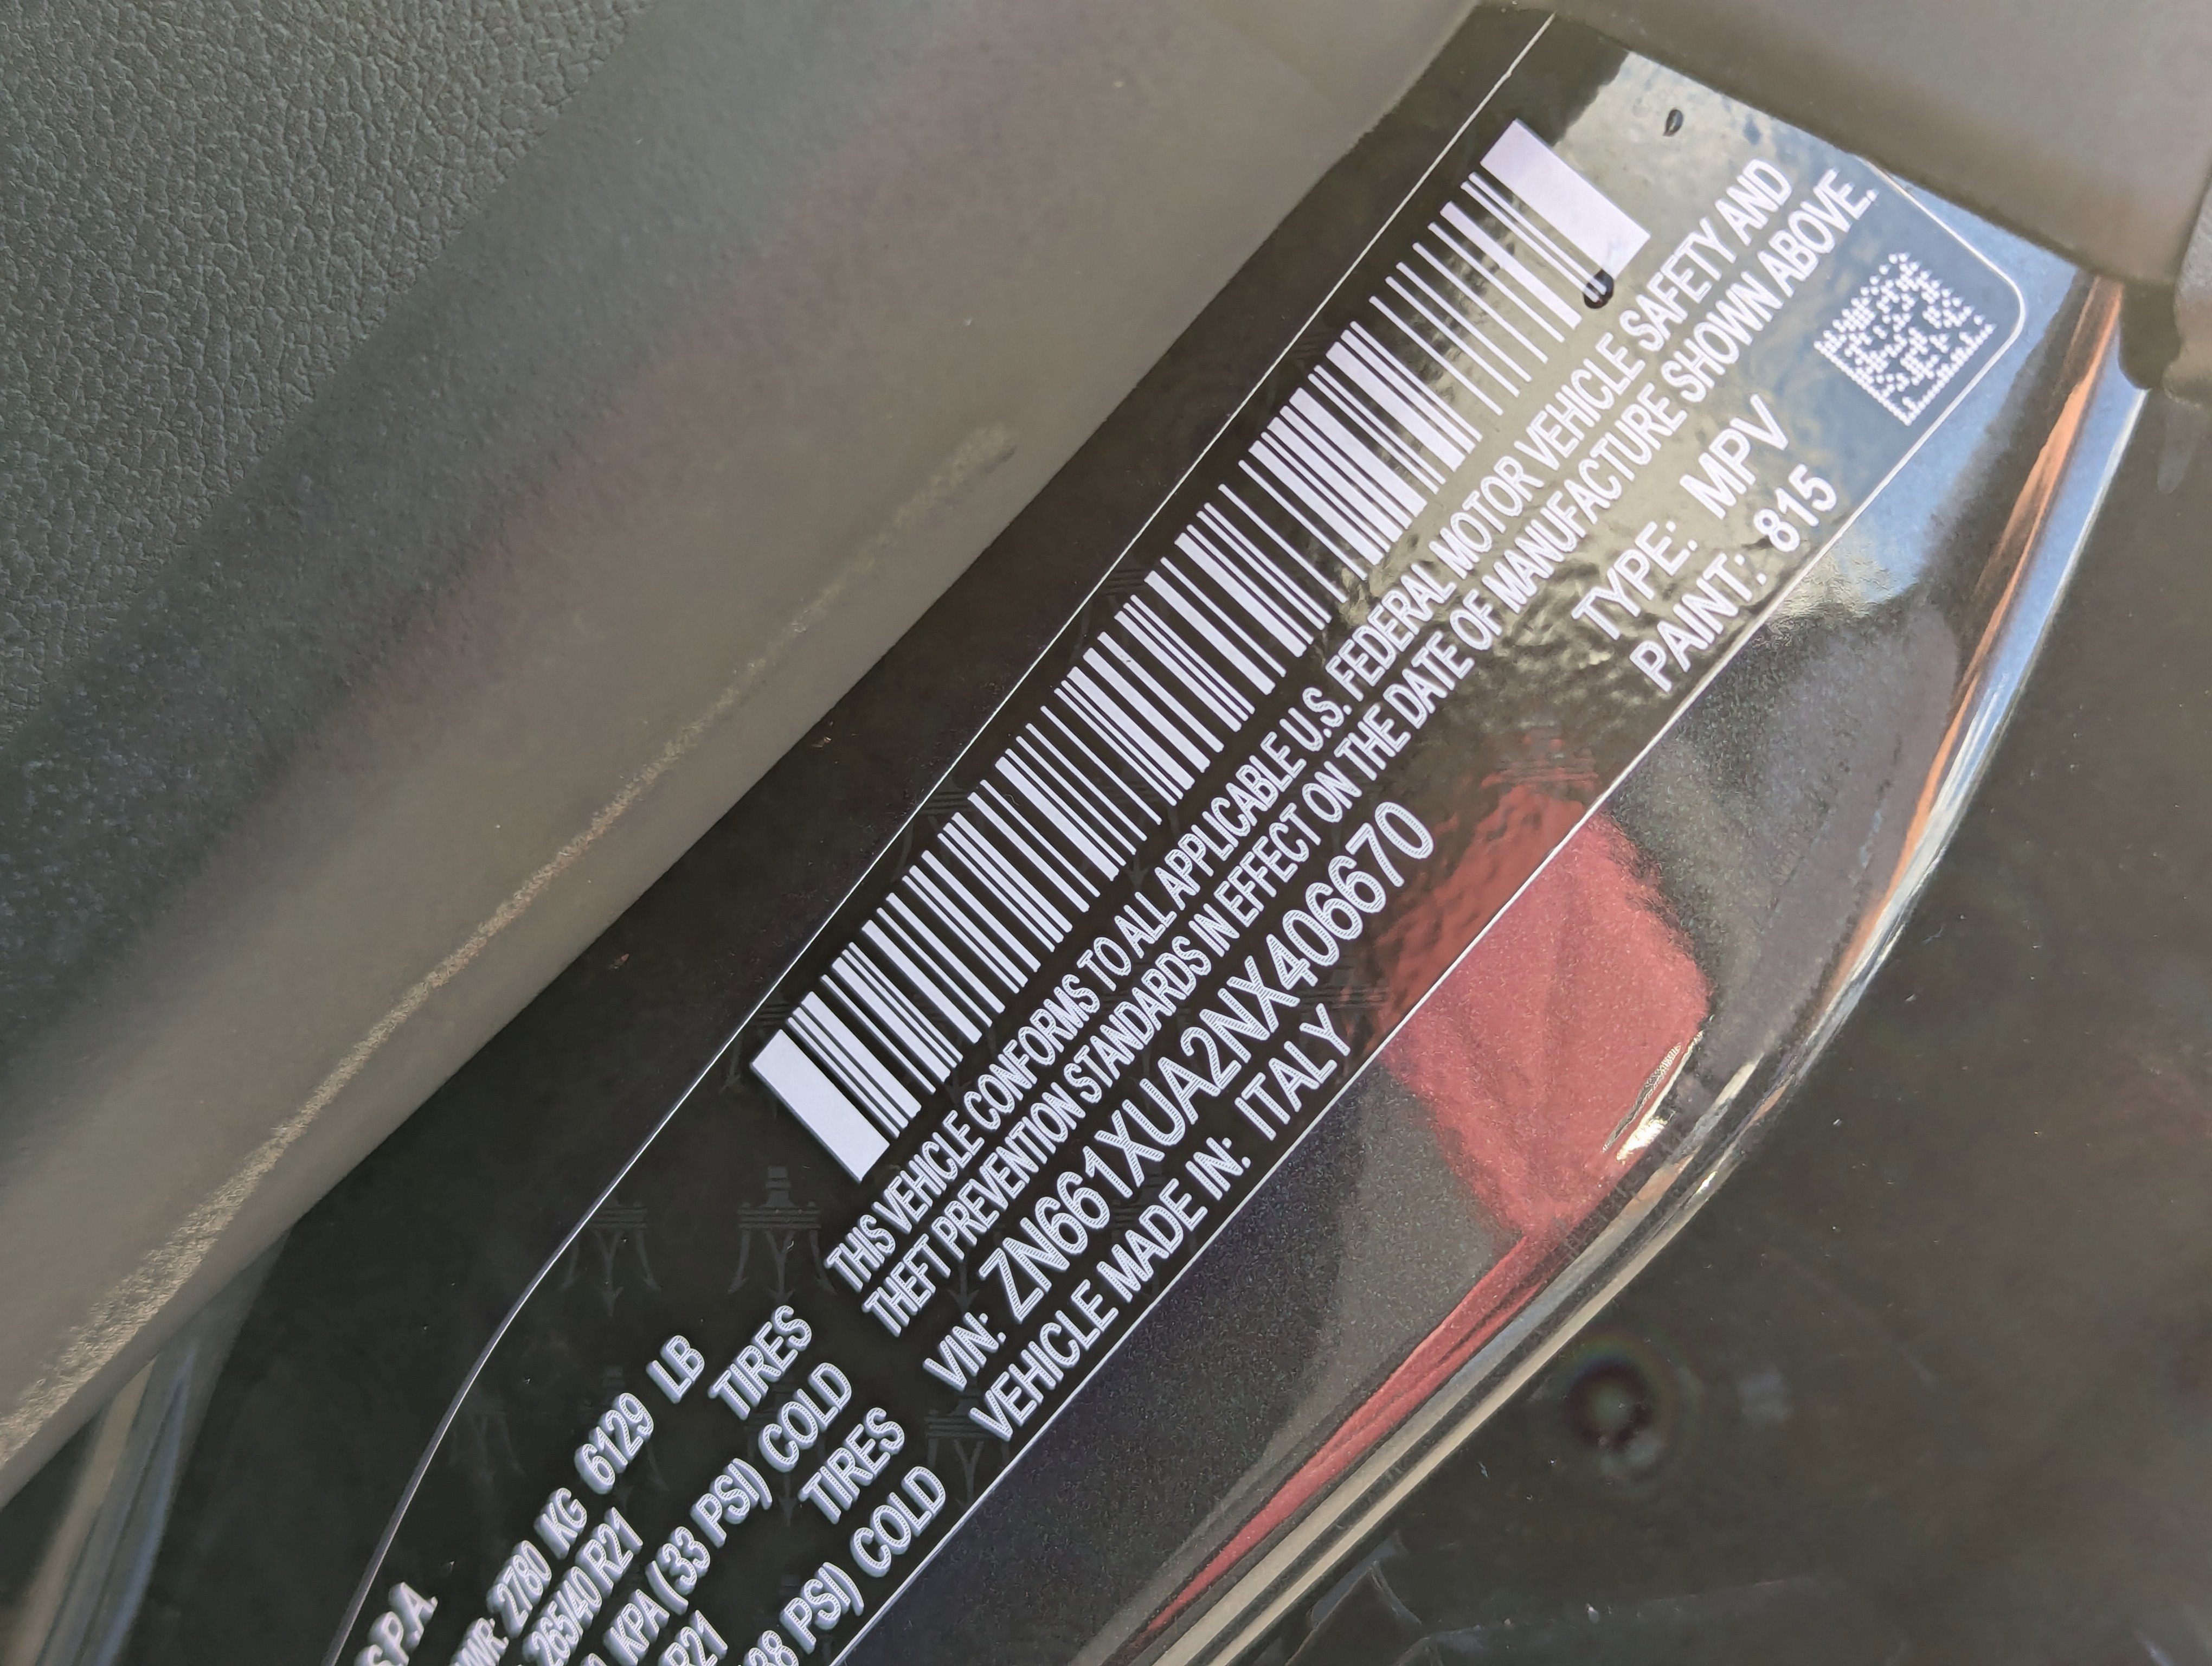 S.P.A.
2780 KG 6129 LB
265/40 R21 TIRES
KPA (33 PSI) COLD
R21 TIRES
PSI) COLD
THIS VEHICLE CONFORMS TO ALL APPLICABLE U.S. FEDERAL MOTOR VEHICLE SAFETY AND
THEFT PREVENTION STANDARDS IN EFFECT ON THE DATE OF MANUFACTURE SHOWN ABOVE.
VIN: ZN661XUA2NX406670 TYPE: MPV
VEHICLE MADE IN: ITALY PAINT: 815